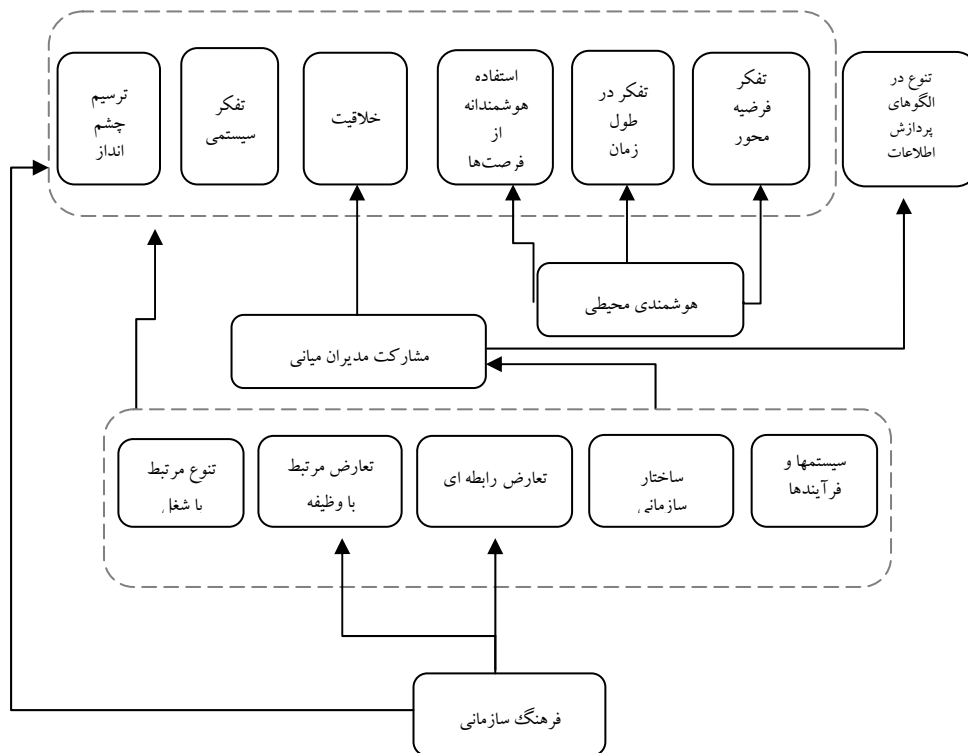 تنوع در
الگوهای
پردازش
اطلاعات
تفکر
فرضیه
محور
تفکر در
طول
زمان
استفاده
هوشمندانه
از
فرصت‌ها
خلاقیت
تفکر
سیستمی
ترسیم
چشم
انداز
هوشمندی محیطی
مشارکت مدیران میانی
سیستمها و
فرآیندها
ساختار
سازمانی
تعارض رابطه ای
تعارض مرتبط
با وظیفه
تنوع مرتبط
با شغل
فرهنگ سازمانی